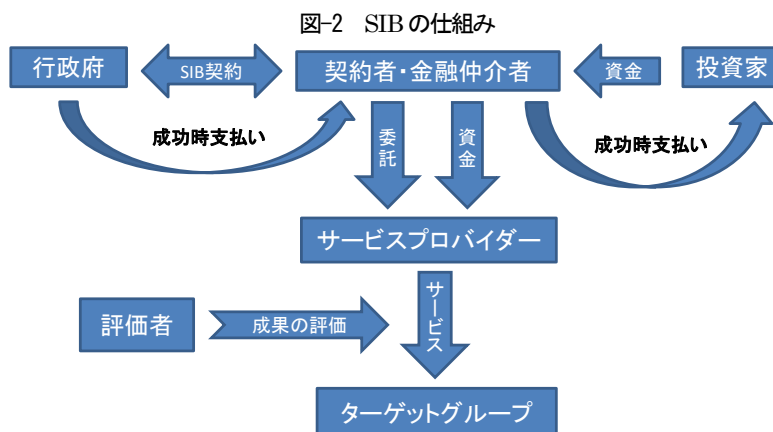 図-2 SIBの仕組み
行政府
SIB契約
契約者・金融仲介者
資金
投資家
成功時支払い
委託
資金
成功時支払い
サービスプロバイダー
評価者
成果の評価
サービス
ターゲットグループ